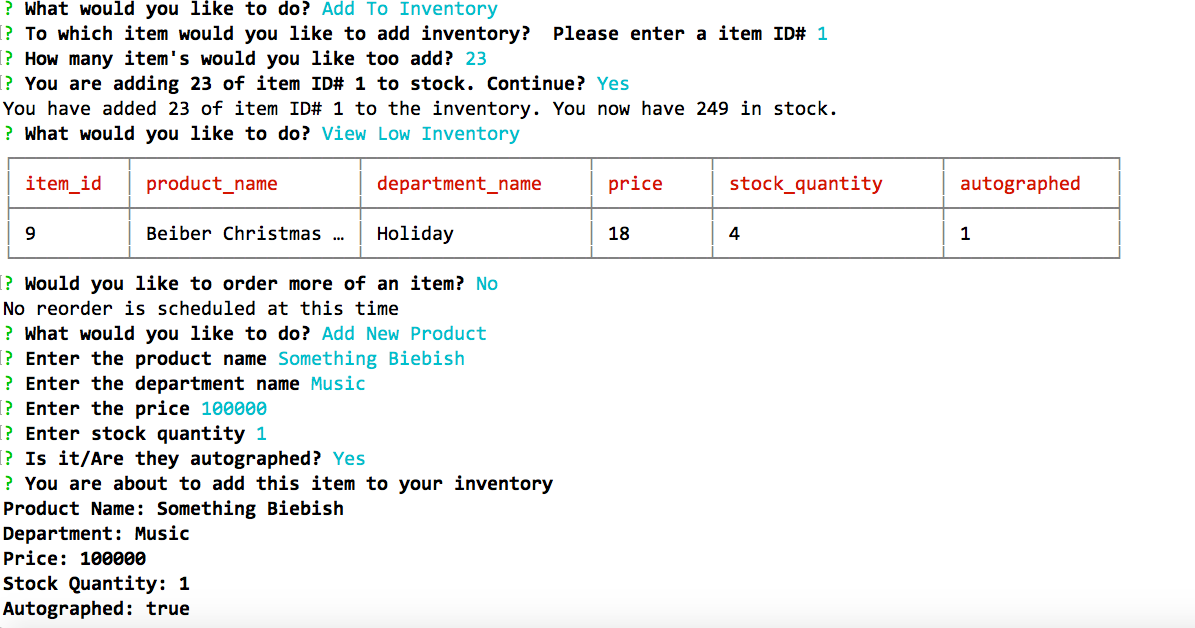 ? What would you like to do? Add To Inventory
? To which item would you like to add inventory?  Please enter a item ID# 1
? How many item's would you like too add? 23
? You are adding 23 of item ID# 1 to stock. Continue? Yes
You have added 23 of item ID# 1 to the inventory. You now have 249 in stock.
? What would you like to do? View Low Inventory
item_id product_name department_name price stock_quantity autographed
9 Beiber Christmas … Holiday 18 4 1
? Would you like to order more of an item? No
No reorder is scheduled at this time
? What would you like to do? Add New Product
? Enter the product name Something Biebish
? Enter the department name Music
? Enter the price 100000
? Enter stock quantity 1
? Is it/Are they autographed? Yes
? You are about to add this item to your inventory
Product Name: Something Biebish
Department: Music
Price: 100000
Stock Quantity: 1
Autographed: true